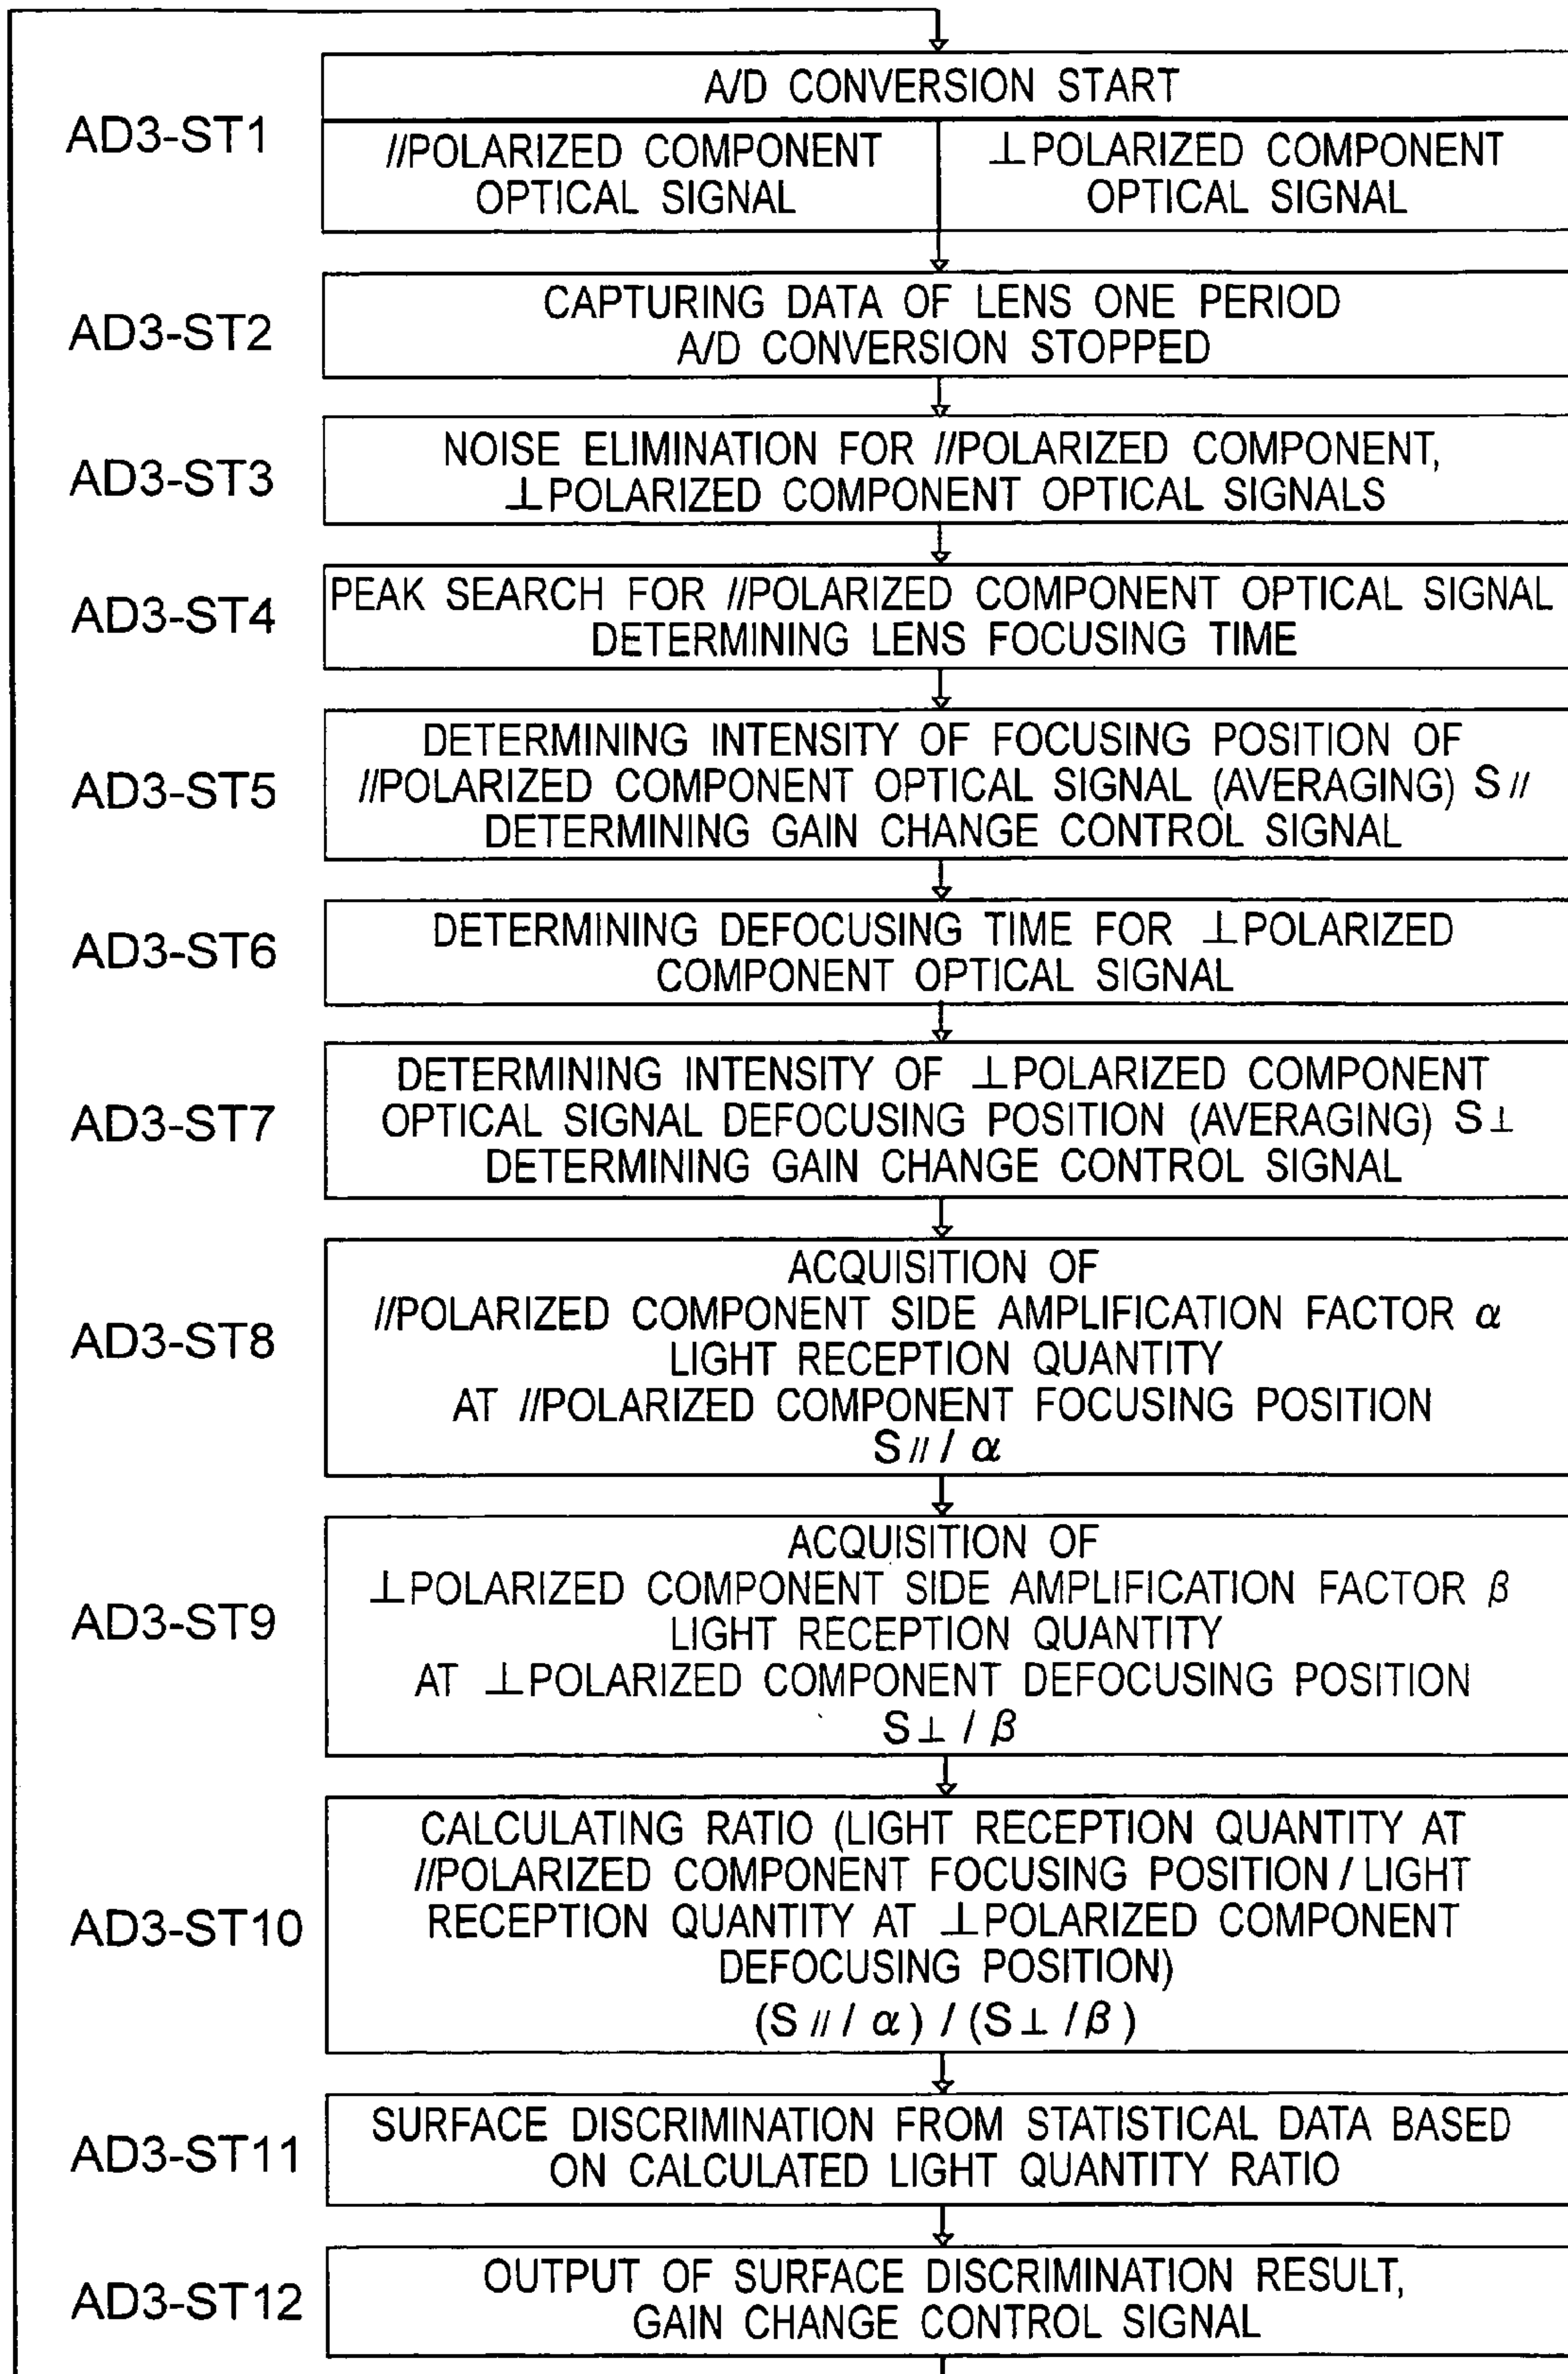 AD3-ST1
A/D CONVERSION START
//POLARIZED COMPONENT
OPTICAL SIGNAL
⊥POLARIZED COMPONENT
OPTICAL SIGNAL
AD3-ST2
CAPTURING DATA OF LENS ONE PERIOD
A/D CONVERSION STOPPED
AD3-ST3
NOISE ELIMINATION FOR //POLARIZED COMPONENT,
⊥POLARIZED COMPONENT OPTICAL SIGNALS
AD3-ST4
PEAK SEARCH FOR //POLARIZED COMPONENT OPTICAL SIGNAL
DETERMINING LENS FOCUSING TIME
AD3-ST5
DETERMINING INTENSITY OF FOCUSING POSITION OF
//POLARIZED COMPONENT OPTICAL SIGNAL (AVERAGING) S//
DETERMINING GAIN CHANGE CONTROL SIGNAL
AD3-ST6
DETERMINING DEFOCUSING TIME FOR ⊥POLARIZED
COMPONENT OPTICAL SIGNAL
AD3-ST7
DETERMINING INTENSITY OF ⊥POLARIZED COMPONENT
OPTICAL SIGNAL DEFOCUSING POSITION (AVERAGING) S⊥
DETERMINING GAIN CHANGE CONTROL SIGNAL
AD3-ST8
ACQUISITION OF
//POLARIZED COMPONENT SIDE AMPLIFICATION FACTOR α
LIGHT RECEPTION QUANTITY
AT //POLARIZED COMPONENT FOCUSING POSITION
S// / α
AD3-ST9
ACQUISITION OF
⊥POLARIZED COMPONENT SIDE AMPLIFICATION FACTOR β
LIGHT RECEPTION QUANTITY
AT ⊥POLARIZED COMPONENT DEFOCUSING POSITION
S⊥ / β
AD3-ST10
CALCULATING RATIO (LIGHT RECEPTION QUANTITY AT
//POLARIZED COMPONENT FOCUSING POSITION / LIGHT
RECEPTION QUANTITY AT ⊥POLARIZED COMPONENT
DEFOCUSING POSITION)
(S// / α) / (S⊥ / β)
AD3-ST11
SURFACE DISCRIMINATION FROM STATISTICAL DATA BASED
ON CALCULATED LIGHT QUANTITY RATIO
AD3-ST12
OUTPUT OF SURFACE DISCRIMINATION RESULT,
GAIN CHANGE CONTROL SIGNAL